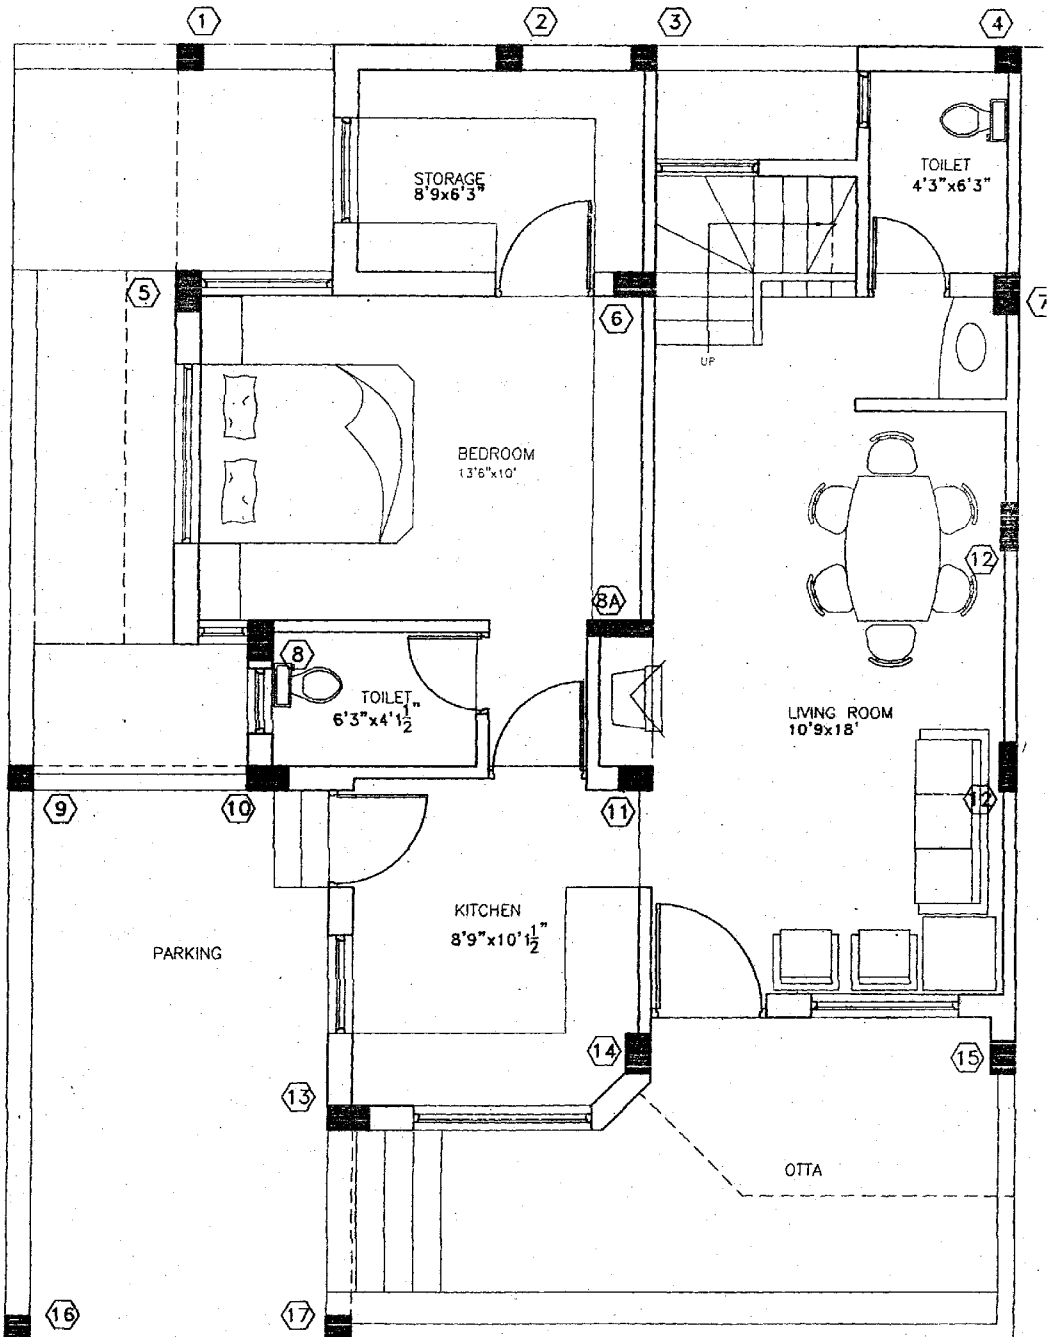 1
2
3
4
STORAGE
8'9x6'3"
TOILET
4'3"x6'3"
5
6
7
UP
BEDROOM
13'6"x10'
12
8A
8
TOILET
6'3"x4'1½"
LIVING ROOM
10'9x18'
9
10
11
12
KITCHEN
8'9"x10'1½"
PARKING
14
15
13
OTTA
16
17